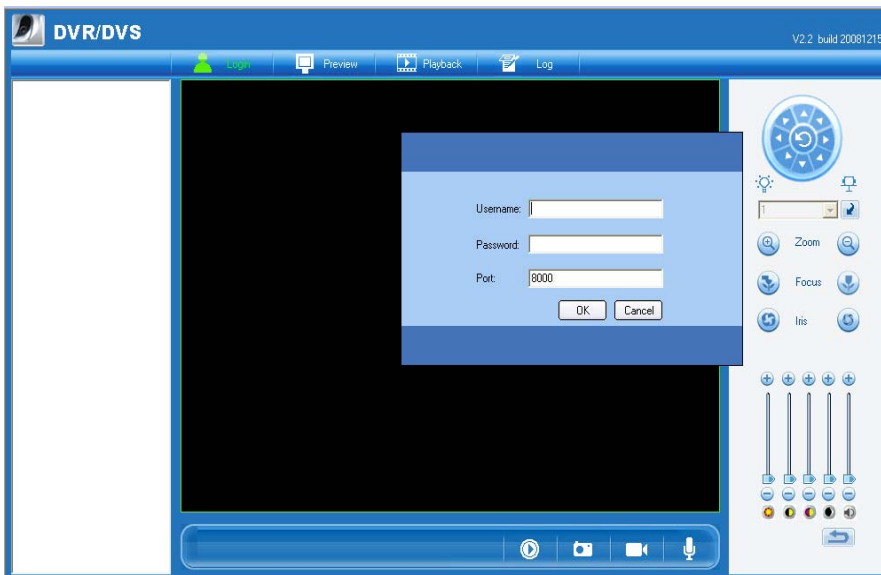 DVR/DVS
V2.2 build 20081215
Login Preview Playback Log
Username:
Password:
Port: 8000
OK Cancel
1
Zoom
Focus
Iris